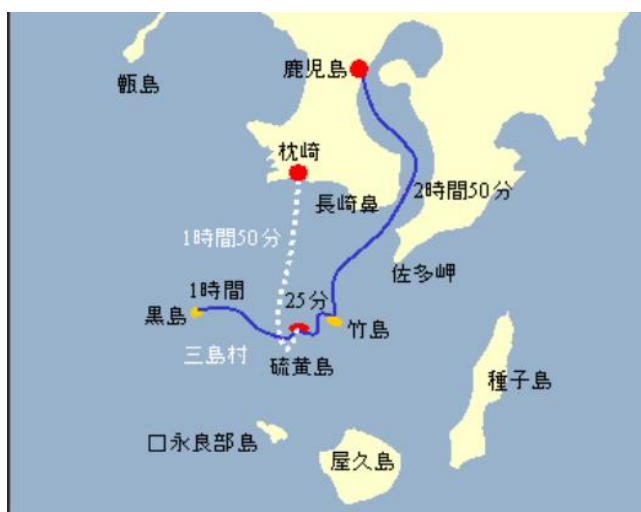 鹿児島
甑島
枕崎
2時間50分
長崎鼻
1時間50分
佐多岬
1時間
25分
黒島
竹島
三島村
硫黄島
種子島
口永良部島
屋久島